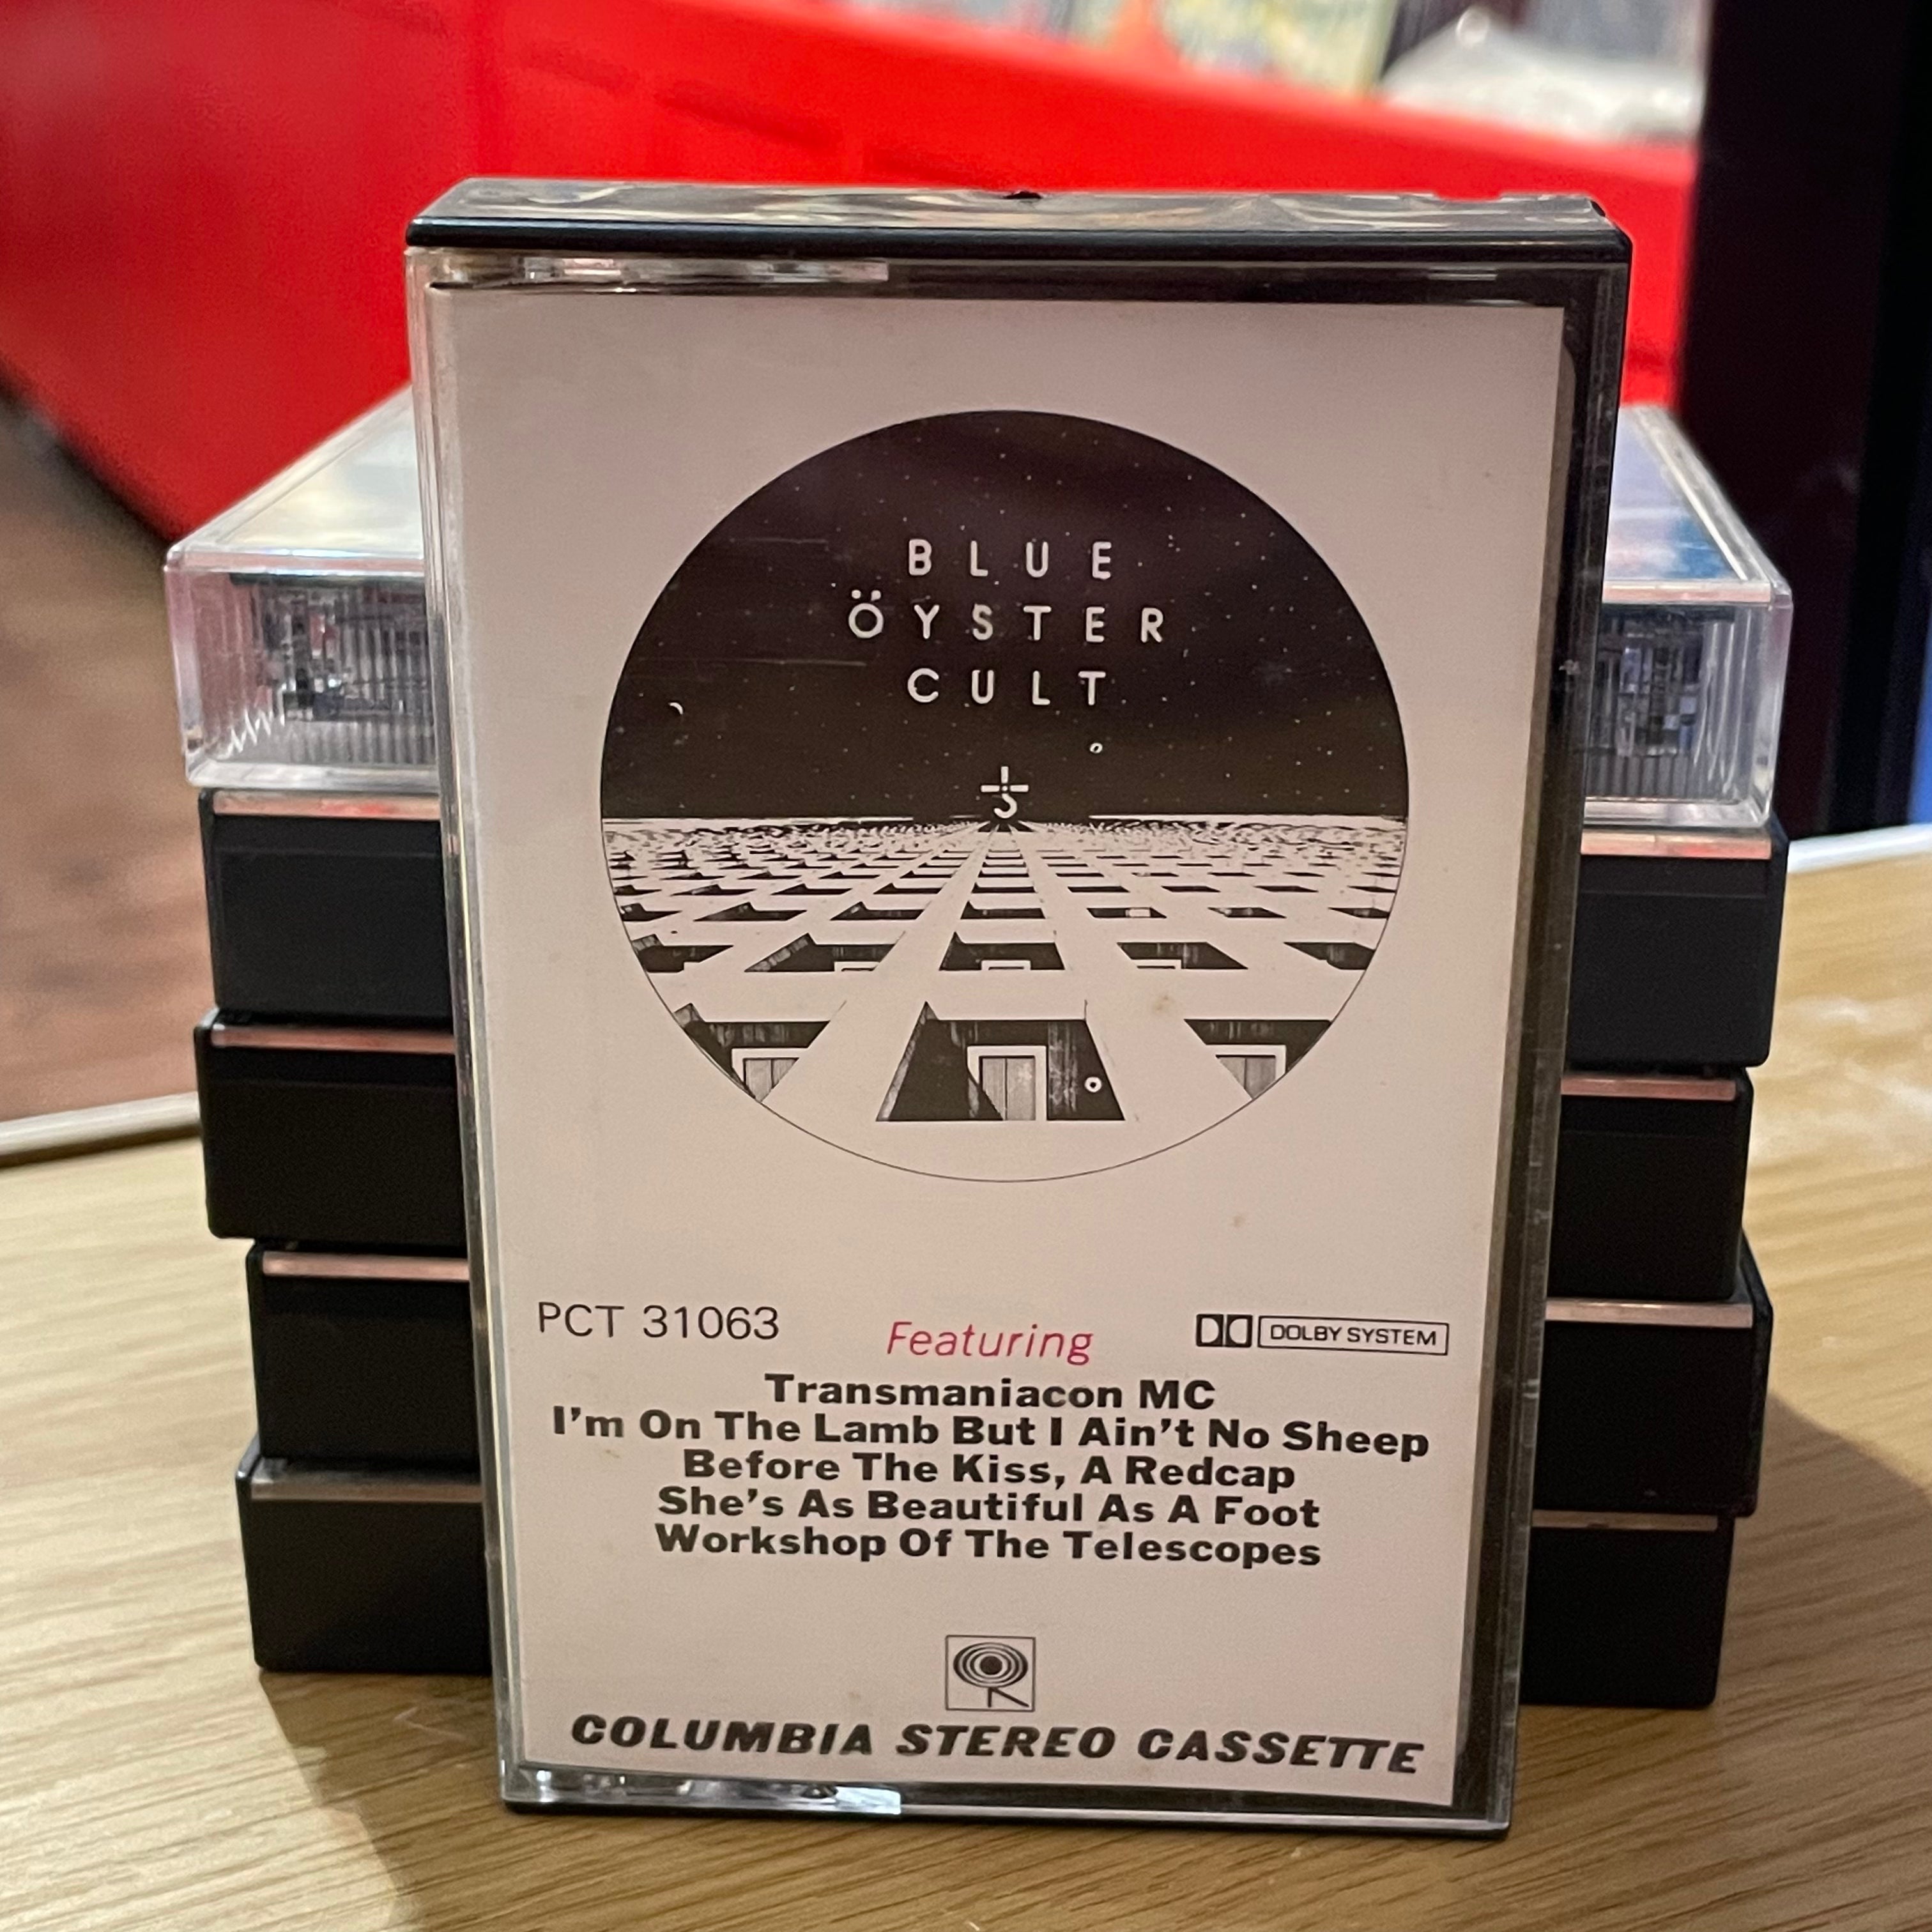 BLUE
ÖYSTER
CULT
PCT 31063
Featuring
DOLBY SYSTEM
Transmaniacon MC
I'm On The Lamb But I Ain't No Sheep
Before The Kiss, A Redcap
She's As Beautiful As A Foot
Workshop Of The Telescopes
COLUMBIA STEREO CASSETTE